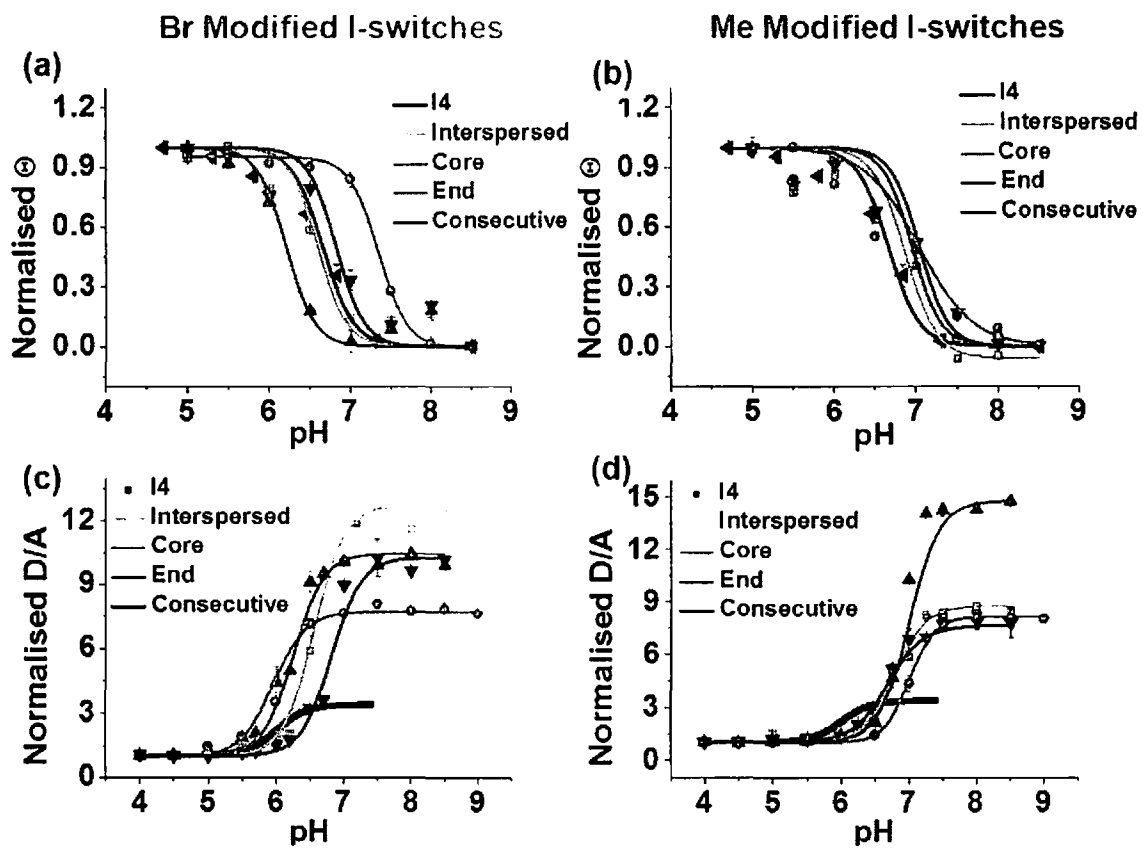 Br Modified I-switches
Me Modified I-switches
(a)
Normalised Θ
1.2
0.9
0.6
0.3
0.0
4
5
6
7
8
9
pH
I4
Interspersed
Core
End
Consecutive
(b)
Normalised Θ
1.2
0.9
0.6
0.3
0.0
4
5
6
7
8
9
pH
I4
Interspersed
Core
End
Consecutive
(c)
Normalised D/A
12
9
6
3
0
4
5
6
7
8
9
pH
I4
Interspersed
Core
End
Consecutive
(d)
Normalised D/A
15
12
9
6
3
0
4
5
6
7
8
9
pH
I4
Interspersed
Core
End
Consecutive